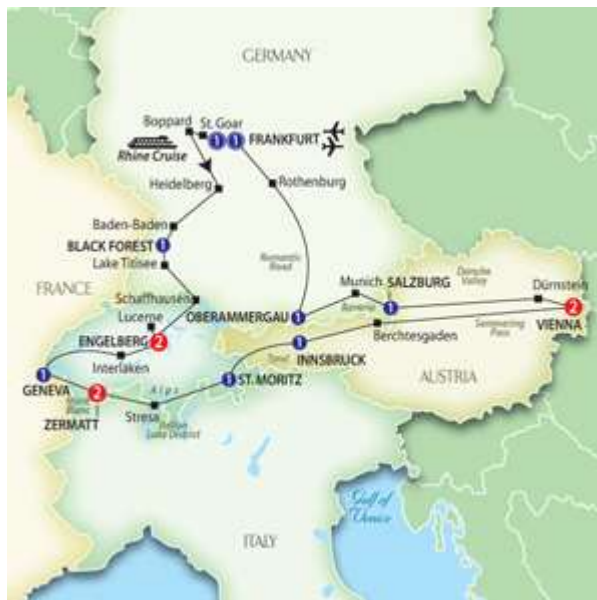 GERMANY
Boppard
St. Goar
1
1
FRANKFURT
Rhine Cruise
Heidelberg
Rothenburg
Baden-Baden
BLACK FOREST
1
Lake Titisee
Romantic
Road
FRANCE
Schaffhausen
Munich
SALZBURG
Danube
Valley
Dürnstein
Lucerne
OBERAMMERGAU
1
Bavaria
1
2
VIENNA
ENGELBERG
2
Berchtesgaden
Semmering
Pass
Interlaken
1
INNSBRUCK
Tyrol
1
GENEVA
1
ST. MORITZ
AUSTRIA
2
Alps
Blanc
ZERMATT
Stresa
Italian
Lake District
Gulf of
Venice
ITALY